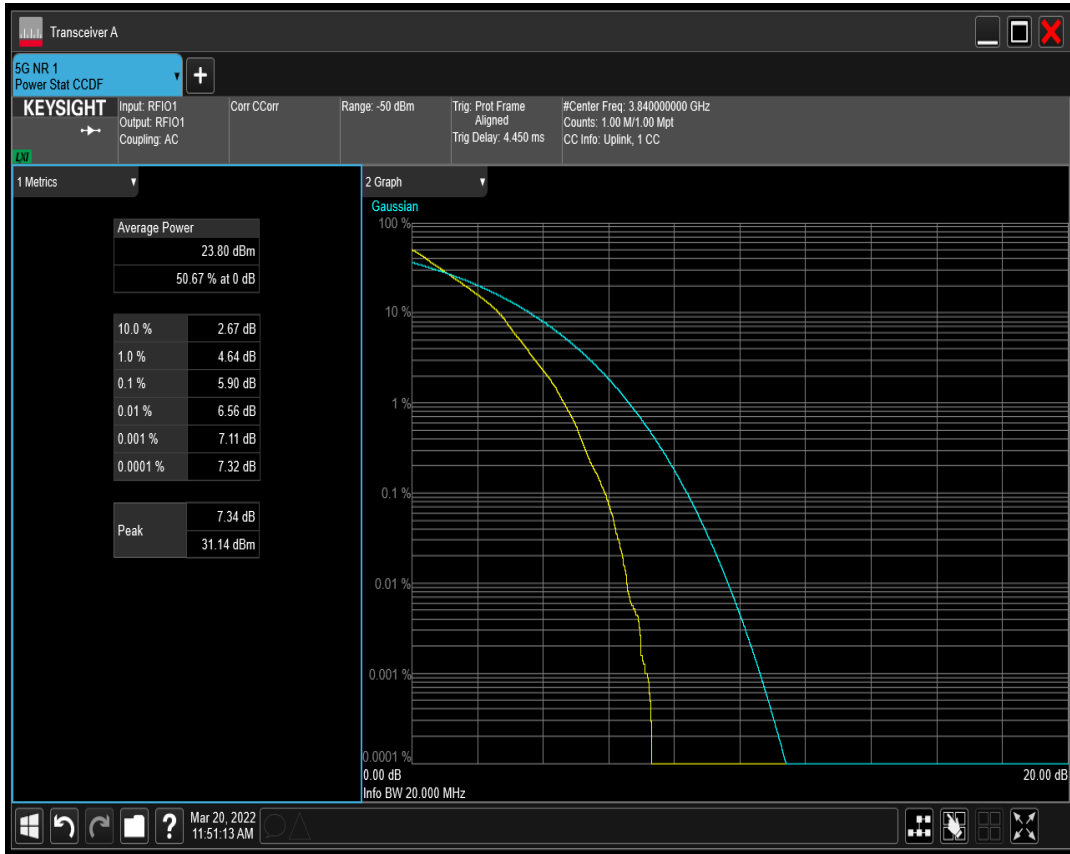 Transceiver A
5G NR 1
Power Stat CCDF
KEYSIGHT
LXI
Input: RFIO1
Output: RFIO1
Coupling: AC
Corr CCorr
Range: -50 dBm
Trig: Prot Frame
Aligned
Trig Delay: 4.450 ms
#Center Freq: 3.840000000 GHz
Counts: 1.00 M/1.00 Mpt
CC Info: Uplink, 1 CC
1 Metrics
Average Power
23.80 dBm
50.67 % at 0 dB
10.0 % 2.67 dB
1.0 % 4.64 dB
0.1 % 5.90 dB
0.01 % 6.56 dB
0.001 % 7.11 dB
0.0001 % 7.32 dB
Peak
7.34 dB
31.14 dBm
2 Graph
Gaussian
100 %
10 %
1 %
0.1 %
0.01 %
0.001 %
0.0001 %
0.00 dB 20.00 dB
Info BW 20.000 MHz
?
Mar 20, 2022
11:51:13 AM